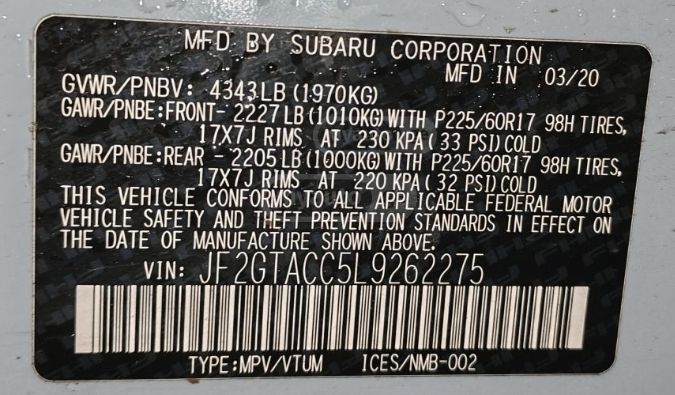 MFD BY SUBARU CORPORATION
MFD IN 03/20
GVWR/PNBV: 4343LB(1970KG)
GAWR/PNBE:FRONT- 2227LB(1010KG)WITH P225/60R17 98H TIRES,
17X7J RIMS AT 230 KPA(33 PSI)COLD
GAWR/PNBE:REAR - 2205LB(1000KG)WITH P225/60R17 98H TIRES,
17X7J RIMS AT 220 KPA(32 PSI)COLD
THIS VEHICLE CONFORMS TO ALL APPLICABLE FEDERAL MOTOR
VEHICLE SAFETY AND THEFT PREVENTION STANDARDS IN EFFECT ON
THE DATE OF MANUFACTURE SHOWN ABOVE.
VIN: JF2GTACC5L9262275
TYPE:MPV/VTUM ICES/NMB-002